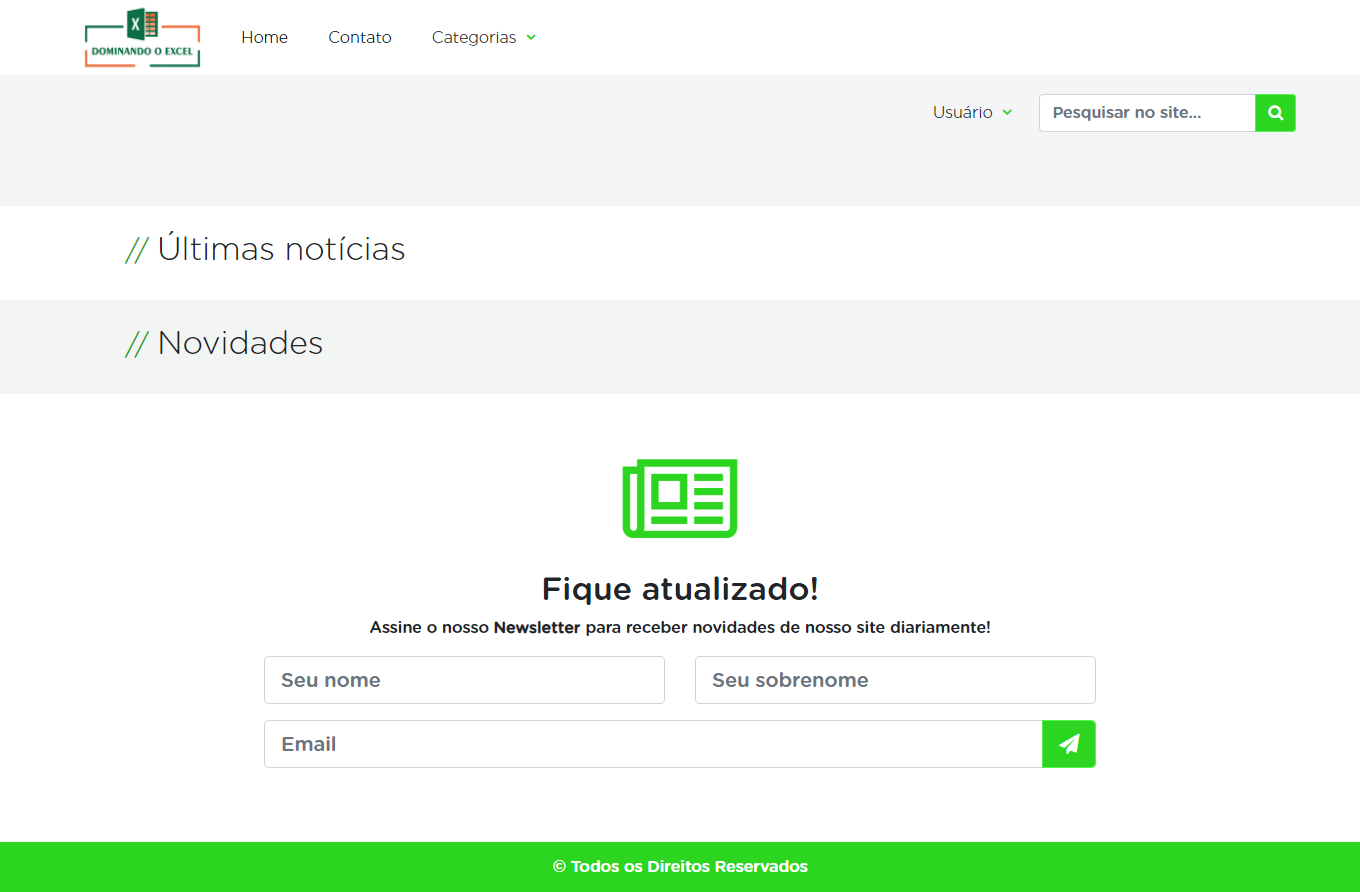 X
DOMINANDO O EXCEL
Home
Contato
Categorias
Usuário
Pesquisar no site...
// Últimas notícias
// Novidades
Fique atualizado!
Assine o nosso Newsletter para receber novidades de nosso site diariamente!
Seu nome
Seu sobrenome
Email
© Todos os Direitos Reservados